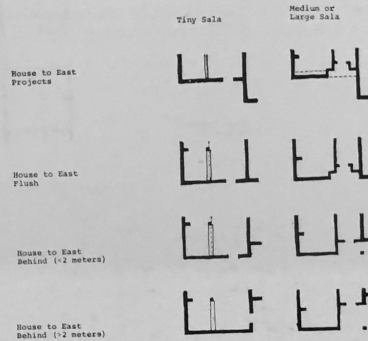 Tiny Sala
Medium or
Large Sala
House to East
Projects
House to East
Flush
House to East
Behind (<2 meters)
House to East
Behind (<2 meters)